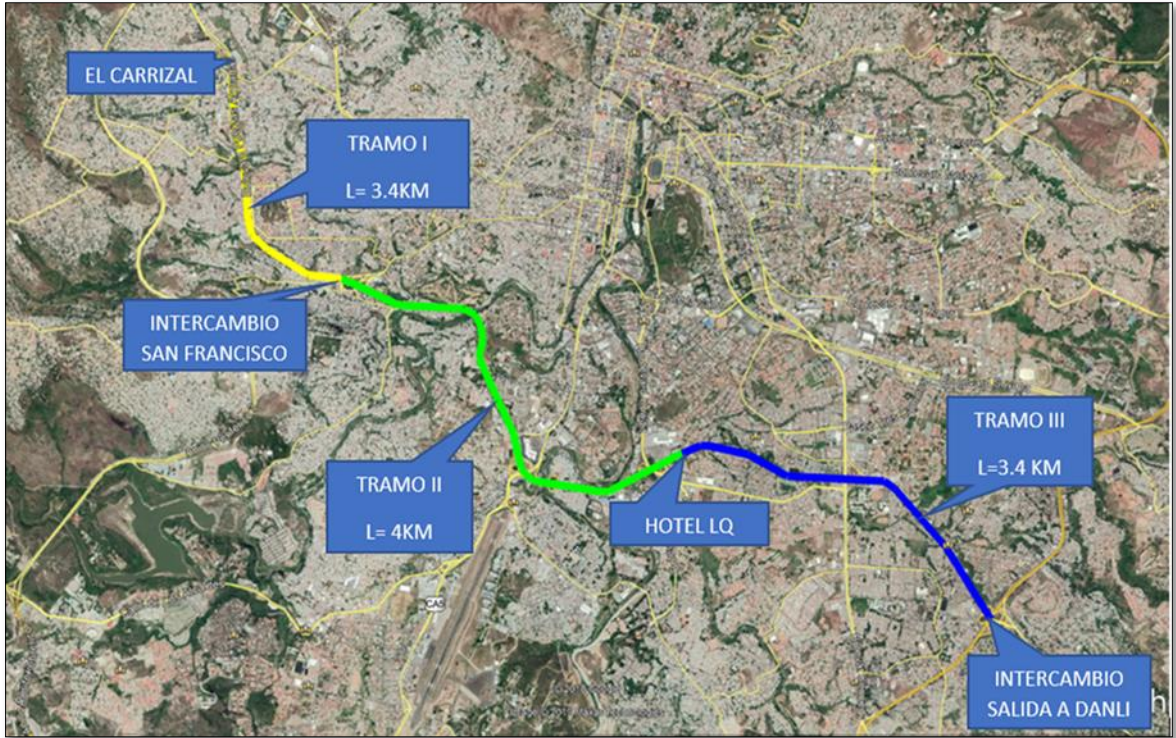 EL CARRIZAL
TRAMO I
L= 3.4KM
INTERCAMBIO
SAN FRANCISCO
TRAMO II
L= 4KM
HOTEL LQ
TRAMO III
L=3.4 KM
INTERCAMBIO
SALIDA A DANLI
CA5